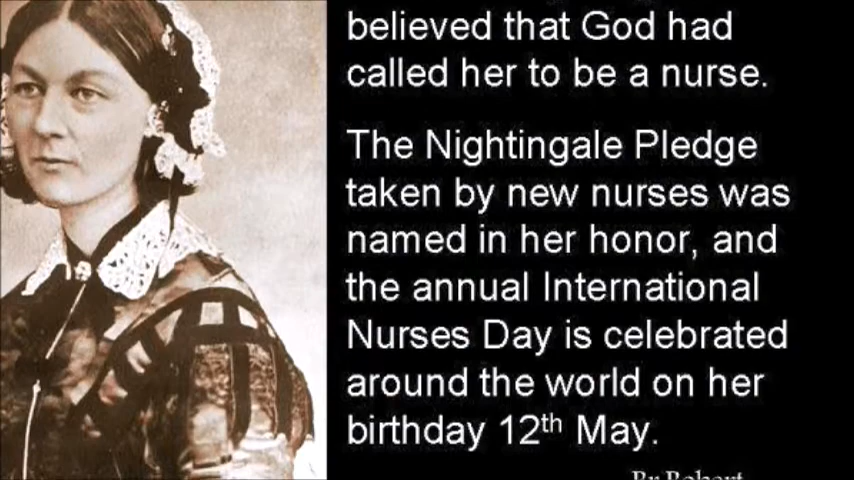 believed that God had
called her to be a nurse.
The Nightingale Pledge
taken by new nurses was
named in her honor, and
the annual International
Nurses Day is celebrated
around the world on her
birthday 12th May.